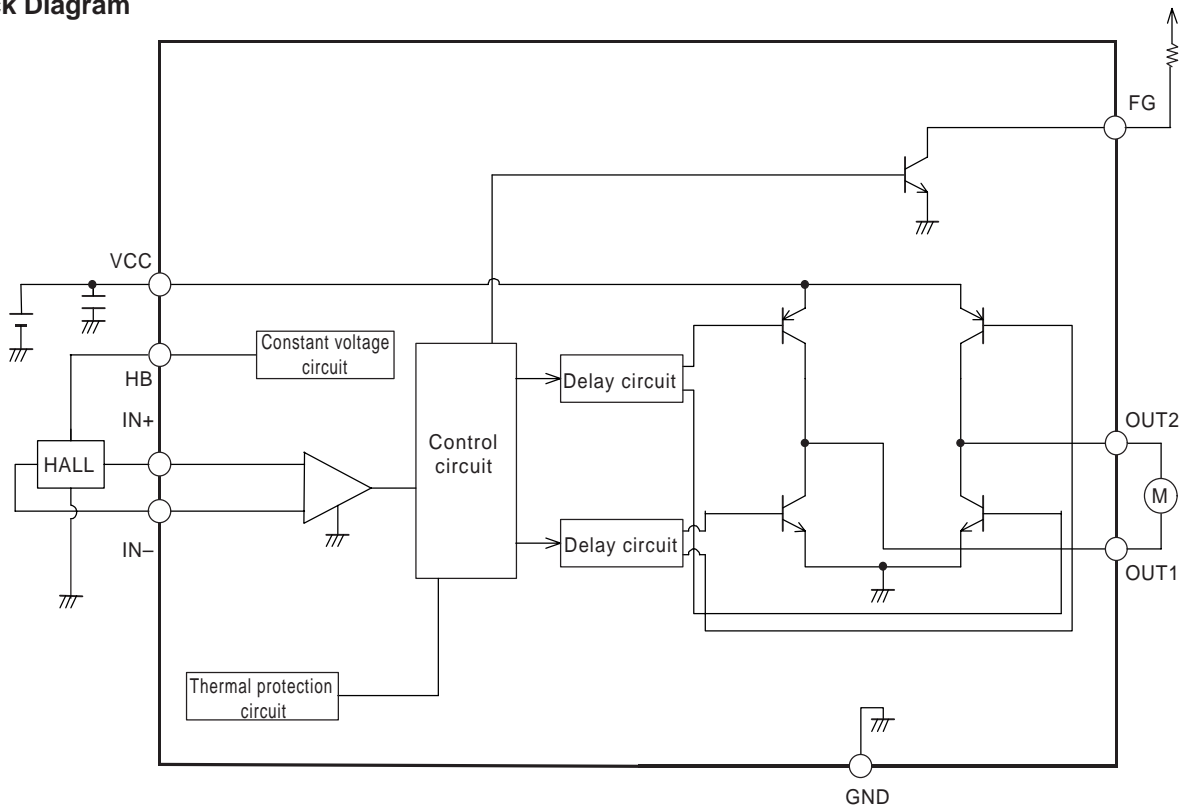 ck Diagram
FG
VCC
Constant voltage
circuit
HB
IN+
Delay circuit
OUT2
Control
circuit
HALL
M
IN–
Delay circuit
OUT1
Thermal protection
circuit
GND